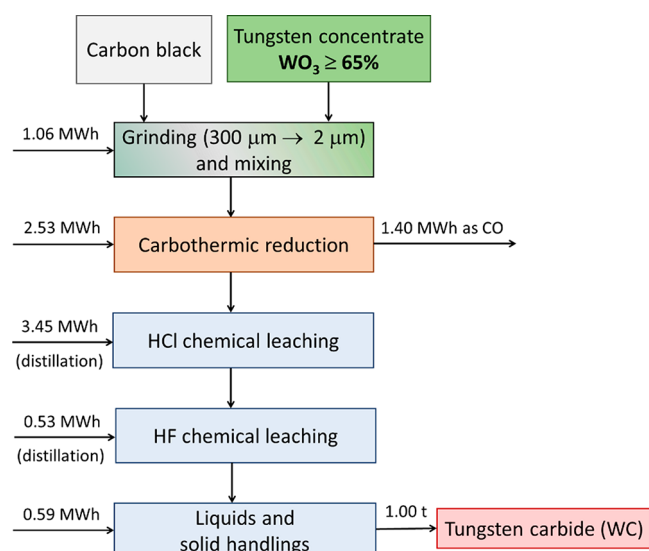 Carbon black
Tungsten concentrate
WO₃ ≥ 65%
1.06 MWh
Grinding (300 μm → 2 μm)
and mixing
2.53 MWh
Carbothermic reduction
1.40 MWh as CO
3.45 MWh
(distillation)
HCl chemical leaching
0.53 MWh
(distillation)
HF chemical leaching
0.59 MWh
Liquids and
solid handlings
1.00 t
Tungsten carbide (WC)